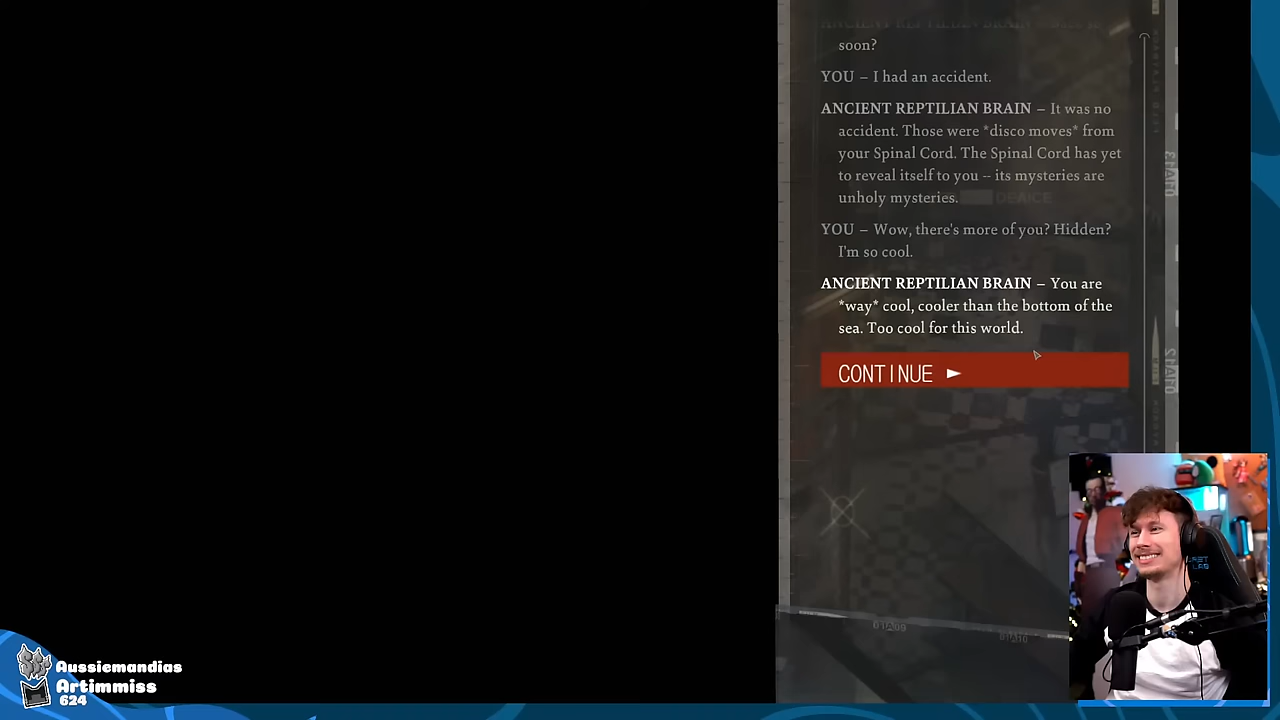 soon?
YOU – I had an accident.
ANCIENT REPTILIAN BRAIN – It was no
accident. Those were *disco moves* from
your Spinal Cord. The Spinal Cord has yet
to reveal itself to you -- its mysteries are
unholy mysteries.
YOU – Wow, there's more of you? Hidden?
I'm so cool.
ANCIENT REPTILIAN BRAIN – You are
*way* cool, cooler than the bottom of the
sea. Too cool for this world.
CONTINUE
Aussiemandias
Artimmiss
624